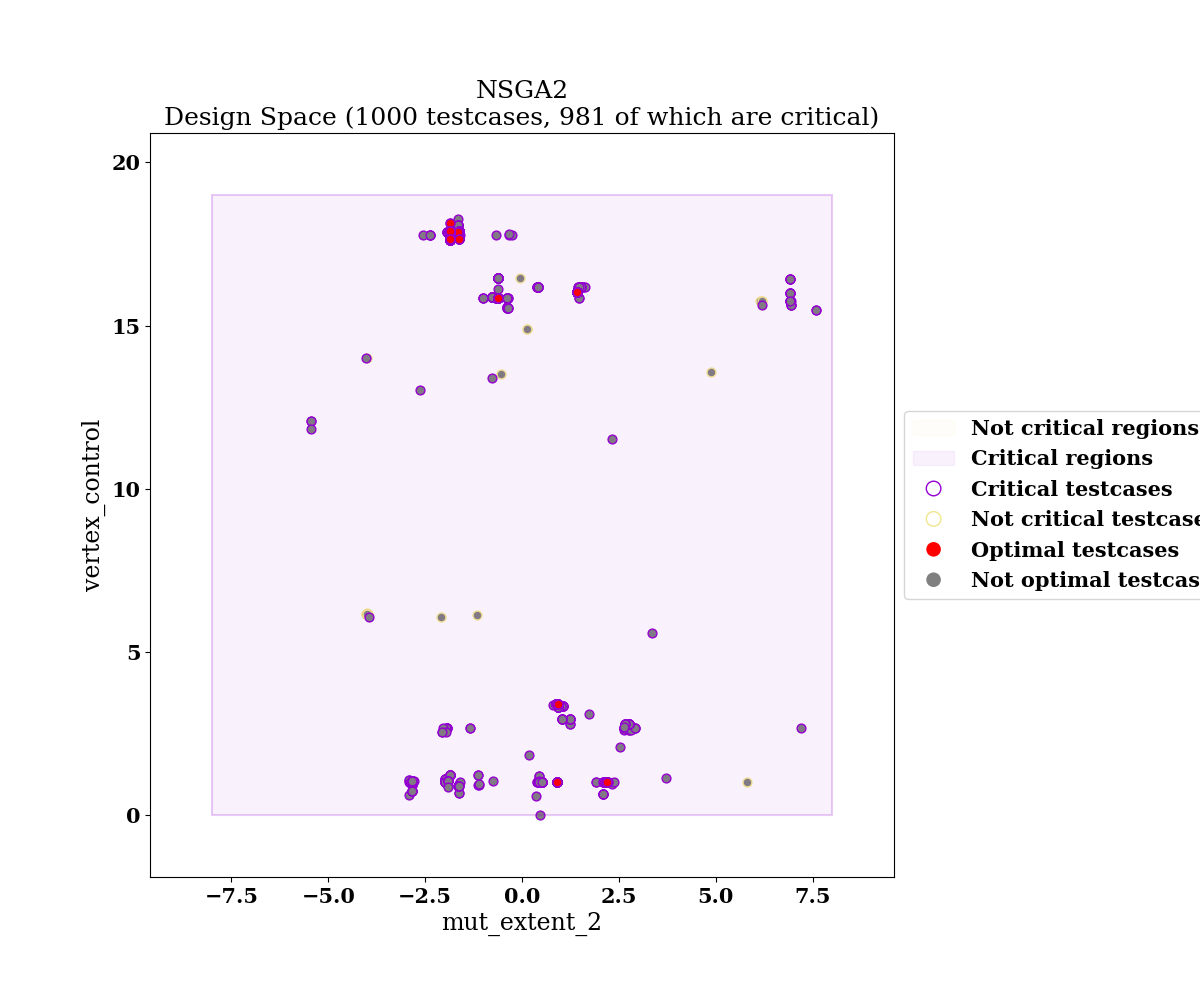 NSGA2
Design Space (1000 testcases, 981 of which are critical)
20
15
10
5
0
vertex_control
−7.5
−5.0
−2.5
0.0
2.5
5.0
7.5
mut_extent_2
Not critical regions
Critical regions
Critical testcases
Not critical testcase
Optimal testcases
Not optimal testcas